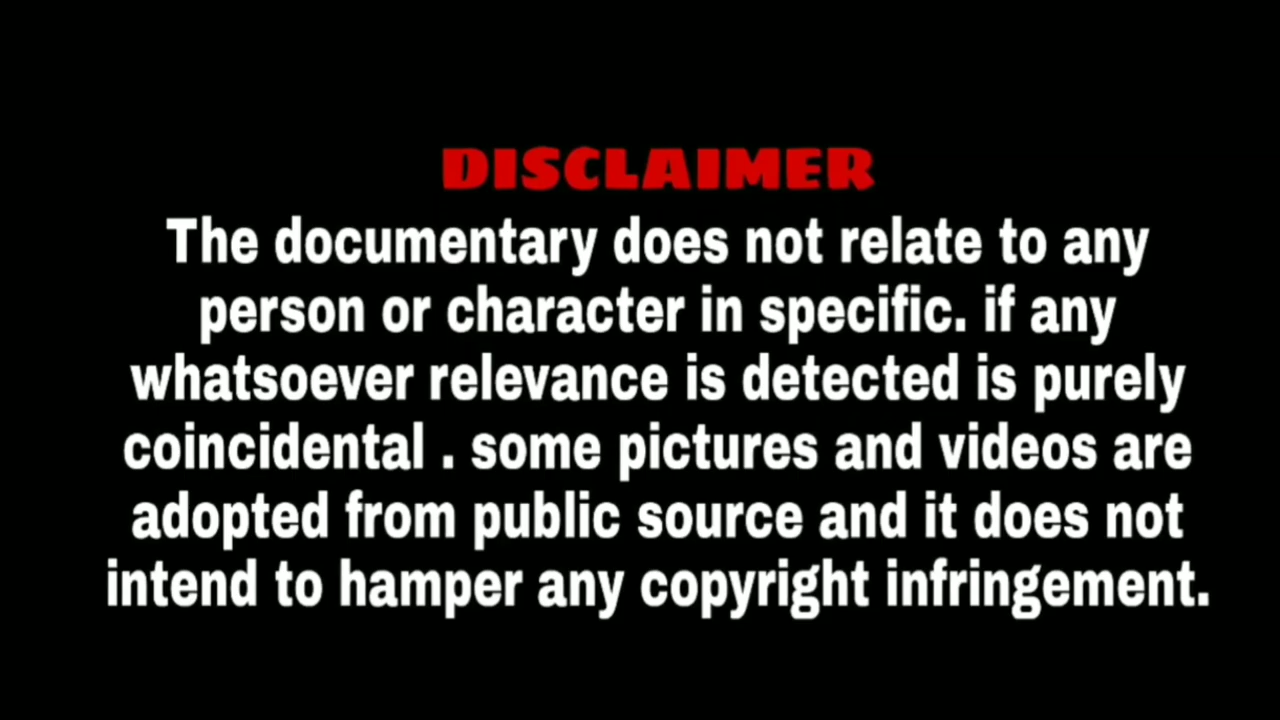 DISCLAIMER
The documentary does not relate to any
person or character in specific. if any
whatsoever relevance is detected is purely
coincidental . some pictures and videos are
adopted from public source and it does not
intend to hamper any copyright infringement.